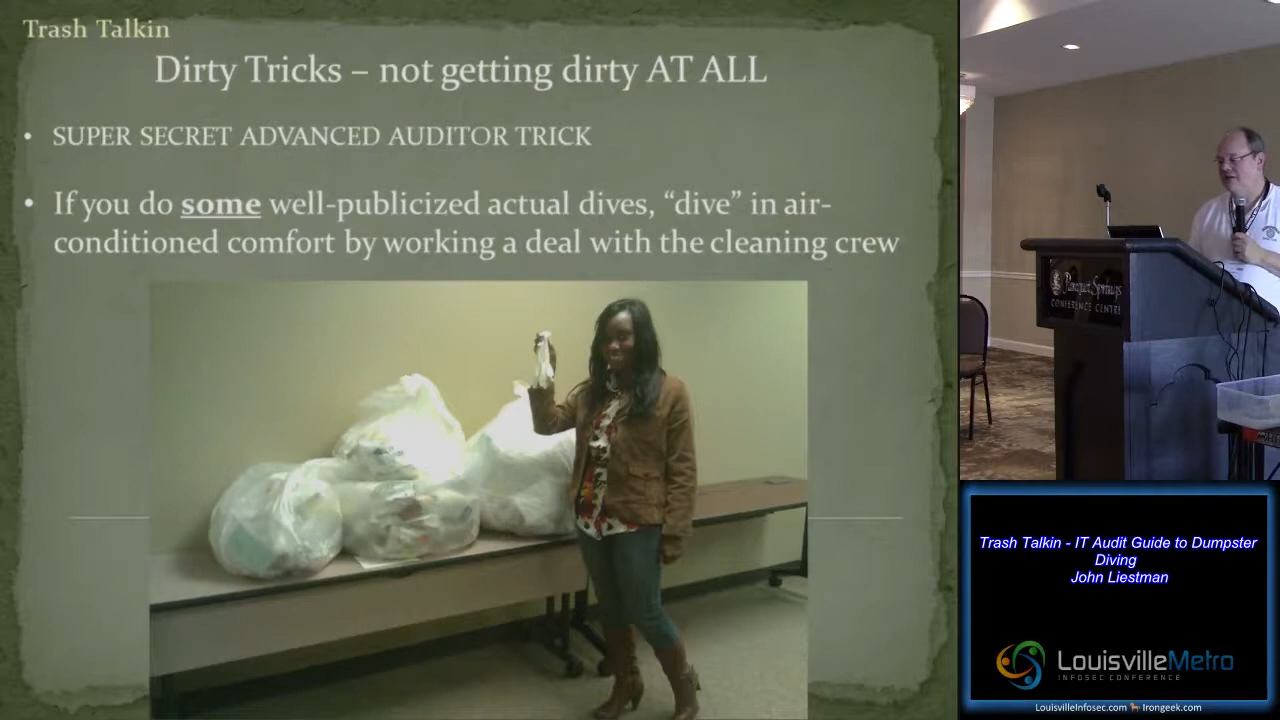 Trash Talkin
Dirty Tricks – not getting dirty AT ALL
• SUPER SECRET ADVANCED AUDITOR TRICK
• If you do some well-publicized actual dives, “dive” in air-
conditioned comfort by working a deal with the cleaning crew
CONFERENCE CENTRE
Trash Talkin - IT Audit Guide to Dumpster
Diving
John Liestman
LouisvilleMetro
INFOSEC CONFERENCE
LouisvilleInfosec.com Irongeek.com